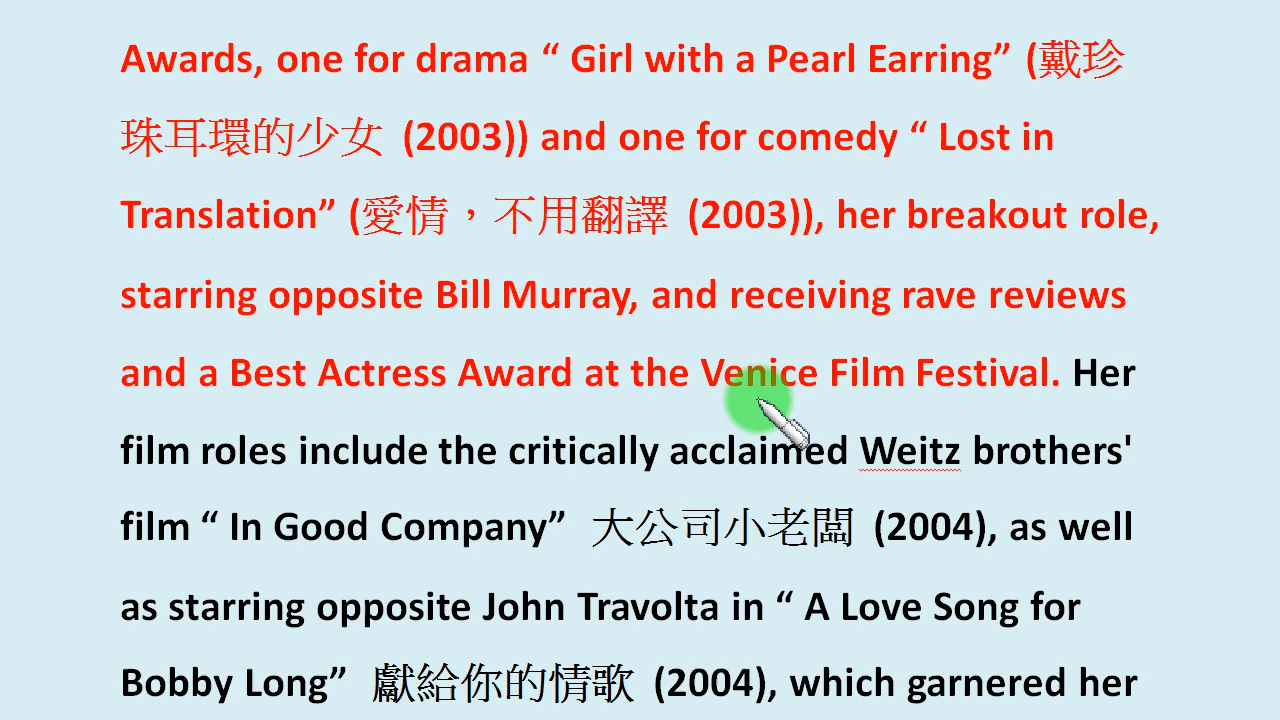 Awards, one for drama “ Girl with a Pearl Earring” (戴珍
珠耳環的少女 (2003)) and one for comedy “ Lost in
Translation” (愛情，不用翻譯 (2003)), her breakout role,
starring opposite Bill Murray, and receiving rave reviews
and a Best Actress Award at the Venice Film Festival. Her
film roles include the critically acclaimed Weitz brothers'
film “ In Good Company” 大公司小老闆 (2004), as well
as starring opposite John Travolta in “ A Love Song for
Bobby Long” 獻給你的情歌 (2004), which garnered her